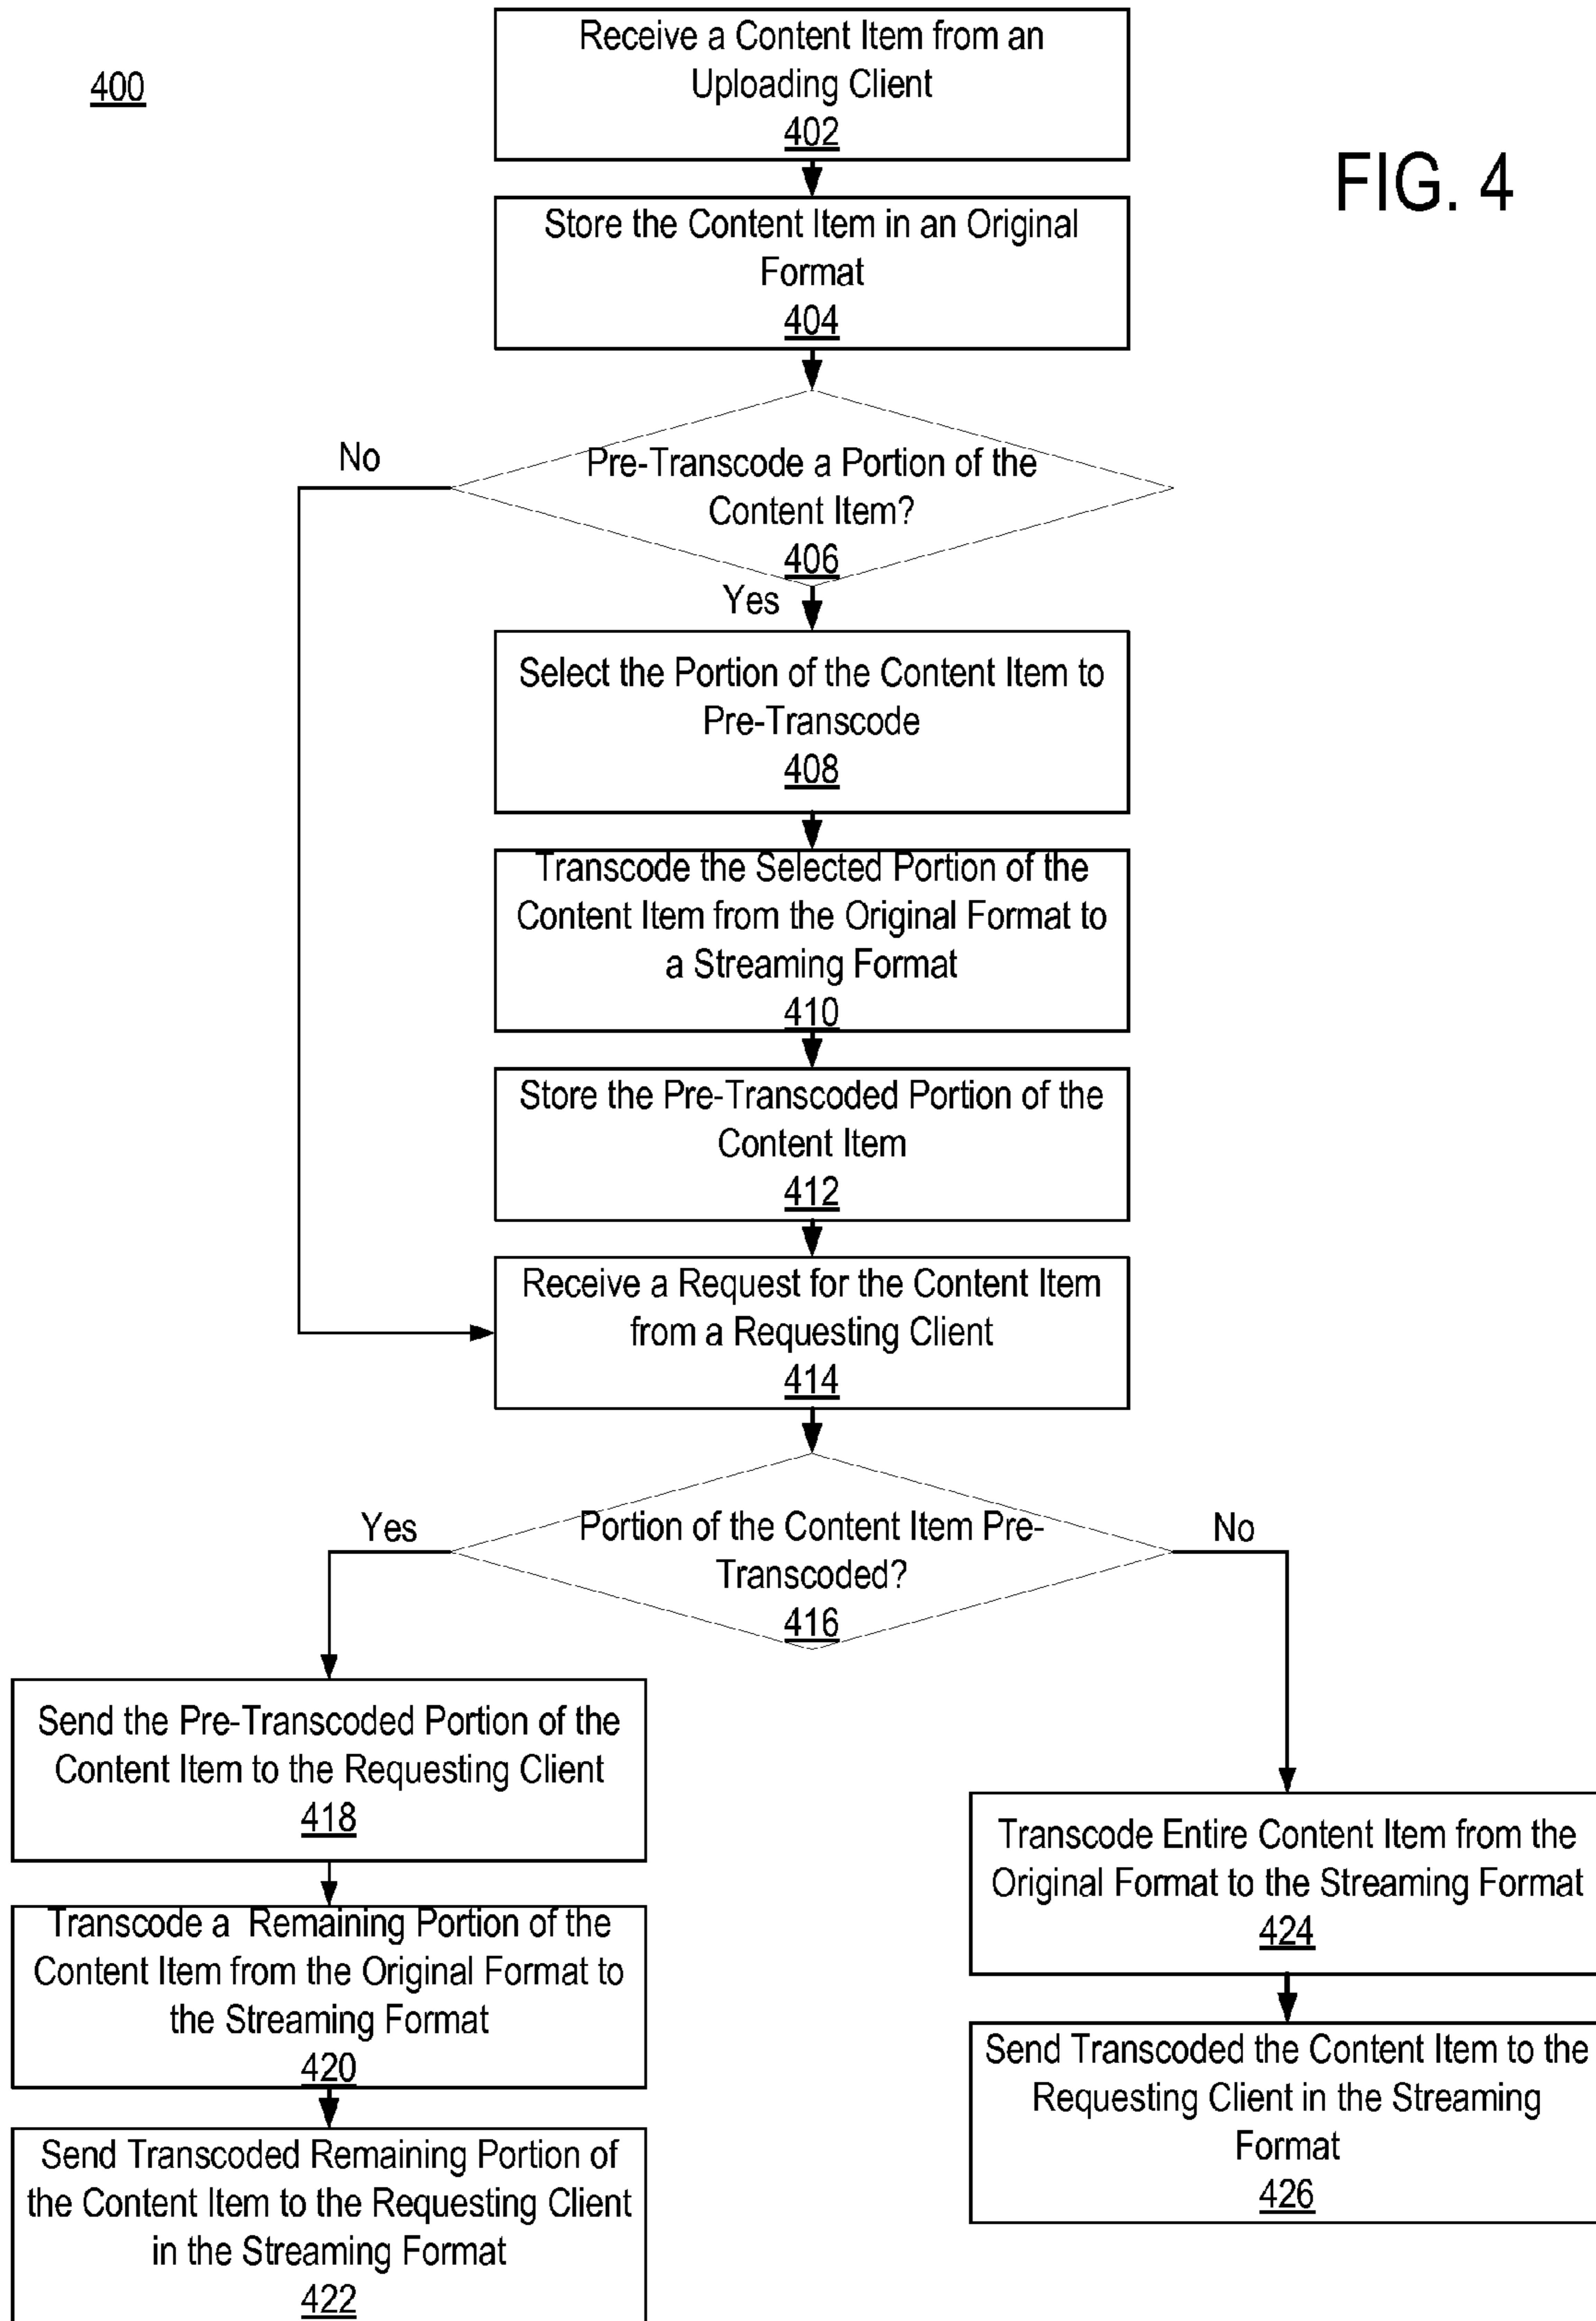 400
FIG. 4
Receive a Content Item from an
Uploading Client
402
Store the Content Item in an Original
Format
404
Pre-Transcode a Portion of the
Content Item?
406
No
Yes
Select the Portion of the Content Item to
Pre-Transcode
408
Transcode the Selected Portion of the
Content Item from the Original Format to
a Streaming Format
410
Store the Pre-Transcoded Portion of the
Content Item
412
Receive a Request for the Content Item
from a Requesting Client
414
Portion of the Content Item Pre-
Transcoded?
416
Yes
No
Send the Pre-Transcoded Portion of the
Content Item to the Requesting Client
418
Transcode a  Remaining Portion of the
Content Item from the Original Format to
the Streaming Format
420
Send Transcoded Remaining Portion of
the Content Item to the Requesting Client
in the Streaming Format
422
Transcode Entire Content Item from the
Original Format to the Streaming Format
424
Send Transcoded the Content Item to the
Requesting Client in the Streaming
Format
426